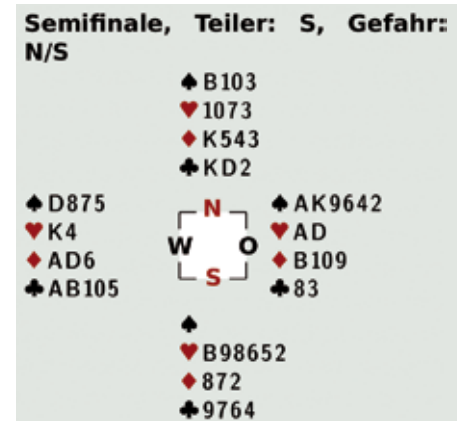 Semifinale, Teiler: S, Gefahr:
N/S
♠ B103
♥ 1073
♦ K543
♣ KD2
♠ D875
♥ K4
♦ AD6
♣ AB105
N
W O
S
♠ AK9642
♥ AD
♦ B109
♣ 83
♠
♥ B98652
♦ 872
♣ 9764